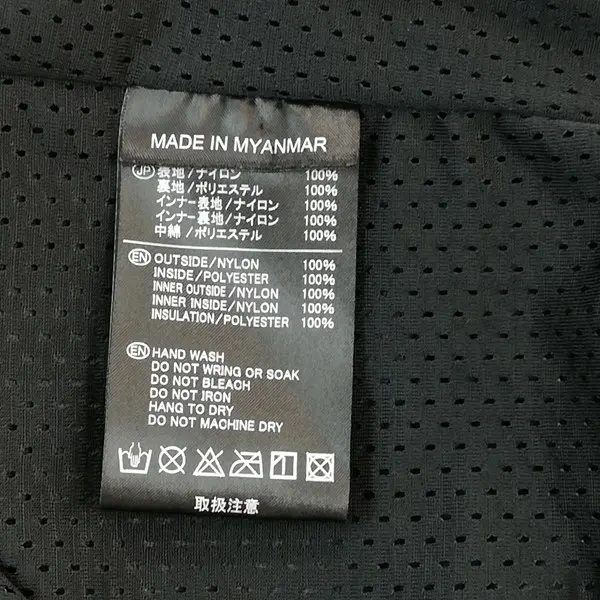 MADE IN MYANMAR
JP 表地/ナイロン 100%
裏地/ポリエステル 100%
インナー表地/ナイロン 100%
インナー裏地/ナイロン 100%
中綿/ポリエステル 100%
EN OUTSIDE/NYLON 100%
INSIDE/POLYESTER 100%
INNER OUTSIDE/NYLON 100%
INNER INSIDE/NYLON 100%
INSULATION/POLYESTER 100%
EN HAND WASH
DO NOT WRING OR SOAK
DO NOT BLEACH
DO NOT IRON
HANG TO DRY
DO NOT MACHINE DRY
取扱注意